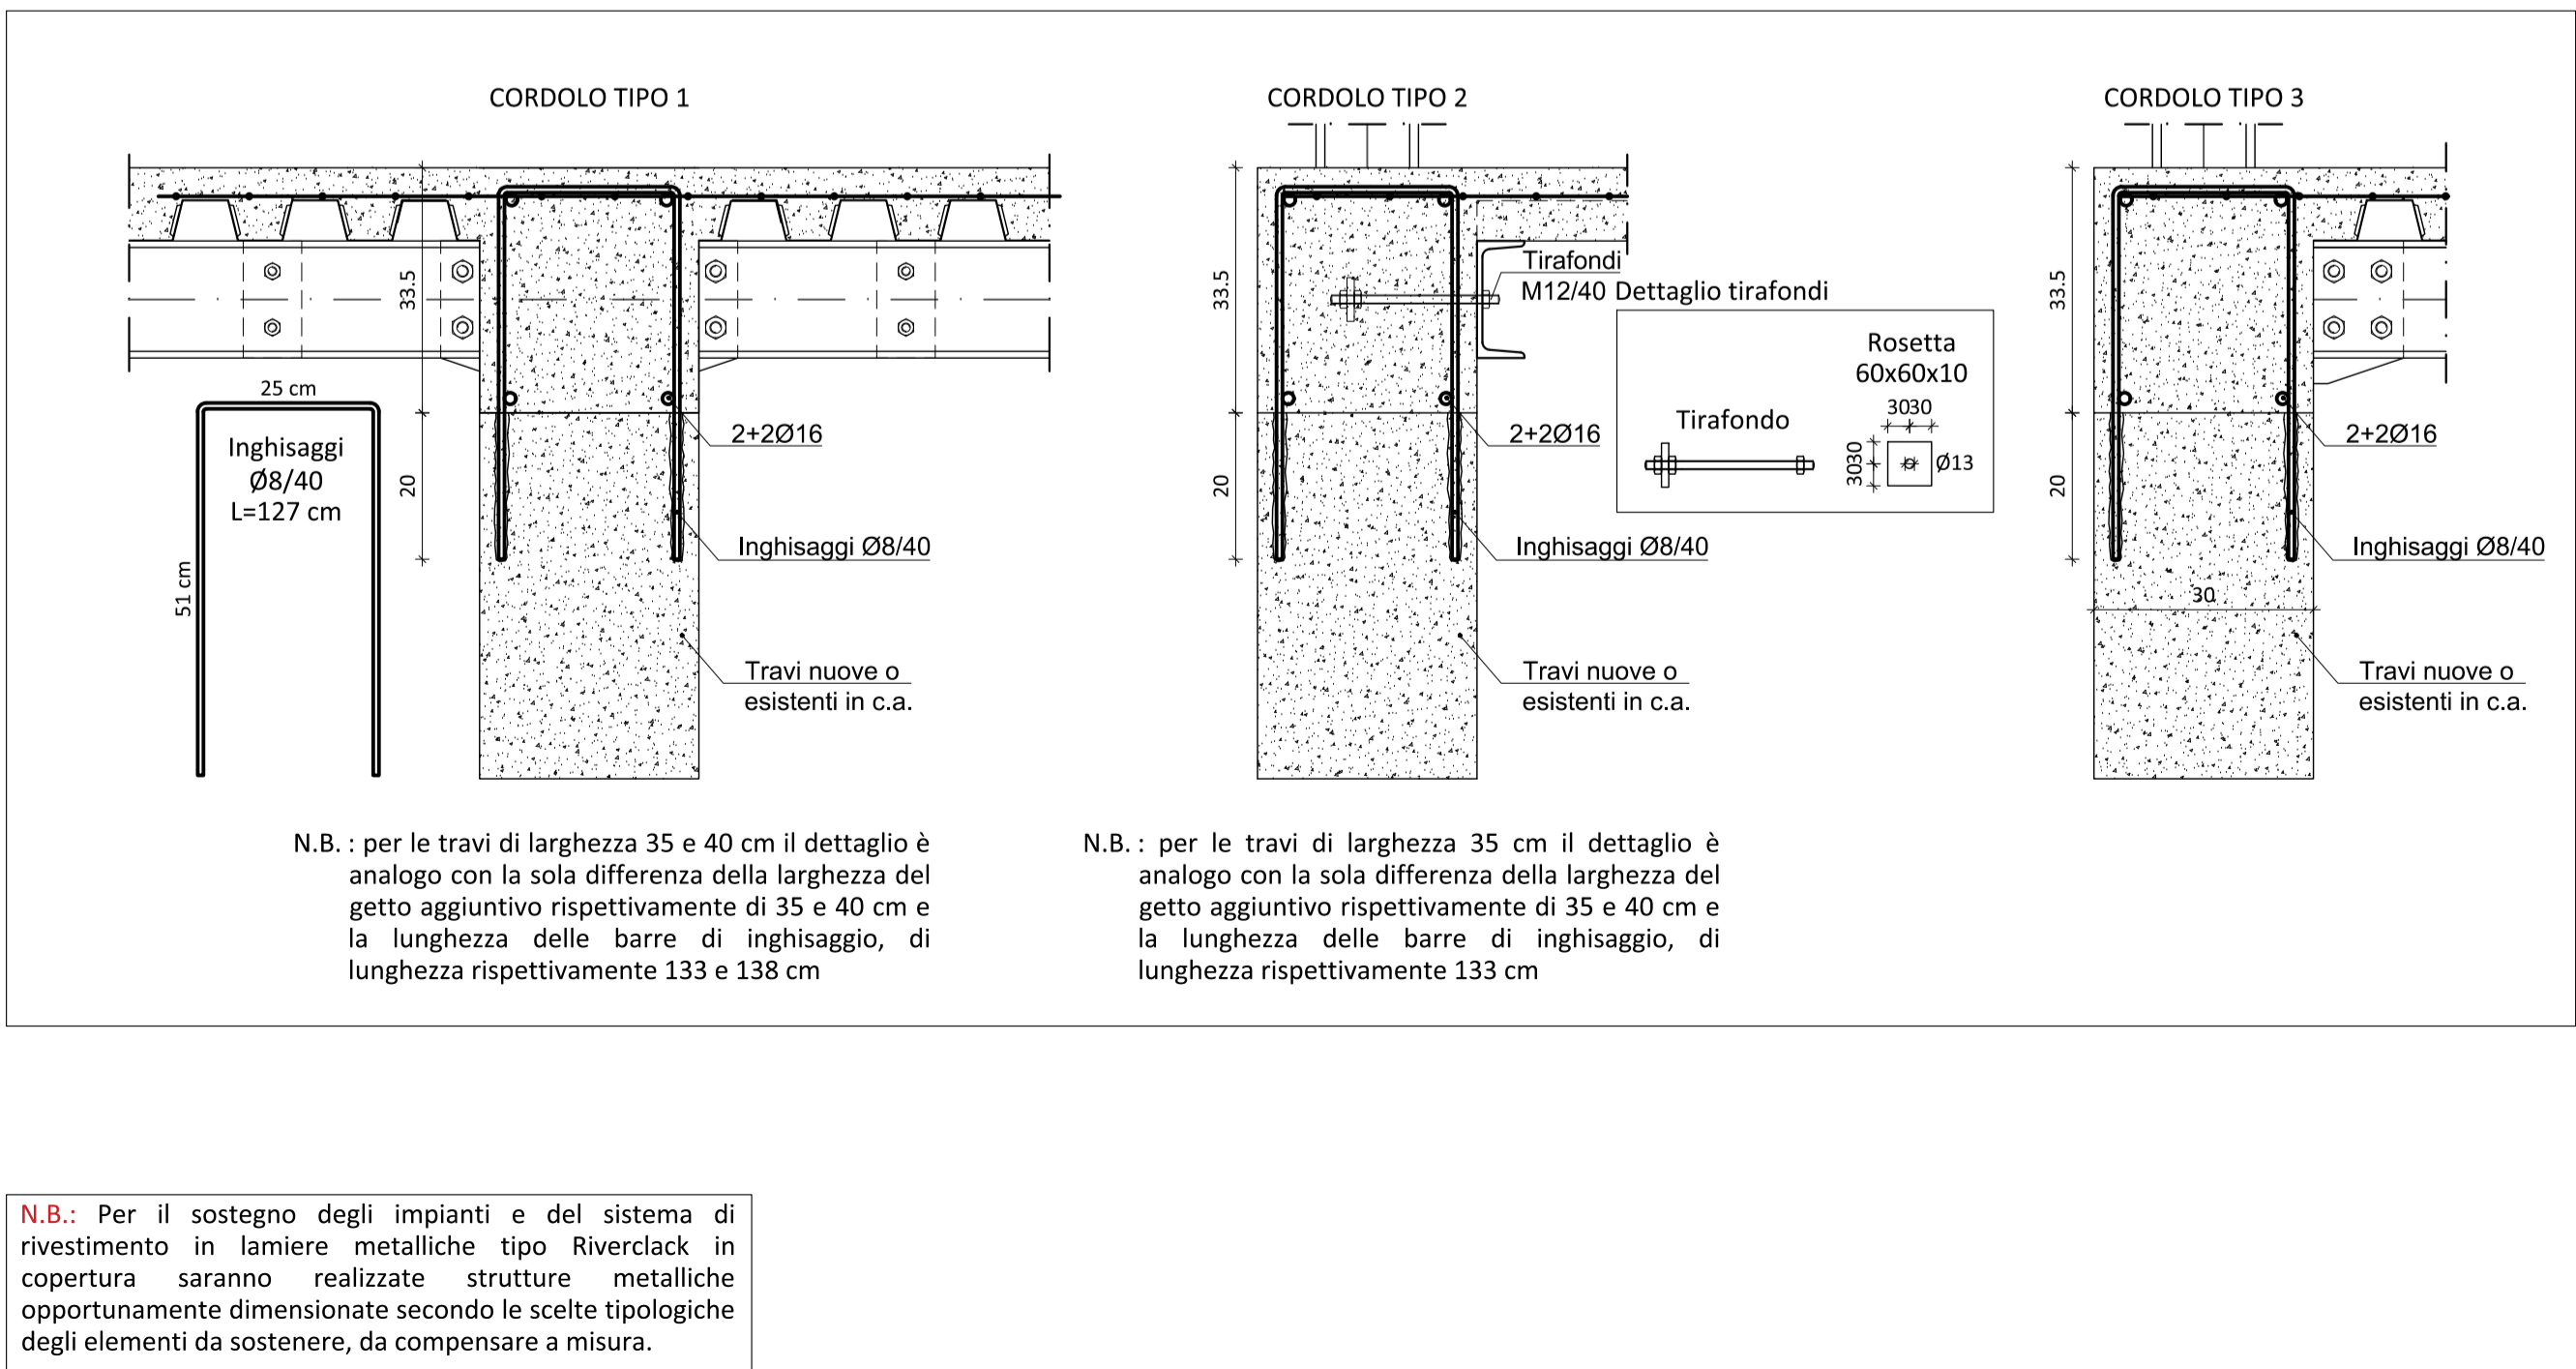 CORDOLO TIPO 1
33.5
20
25 cm
Inghisaggi
Ø8/40
L=127 cm
51 cm
2+2Ø16
Inghisaggi Ø8/40
Travi nuove o
esistenti in c.a.
N.B. : per le travi di larghezza 35 e 40 cm il dettaglio è
analogo con la sola differenza della larghezza del
getto aggiuntivo rispettivamente di 35 e 40 cm e
la lunghezza delle barre di inghisaggio, di
lunghezza rispettivamente 133 e 138 cm
CORDOLO TIPO 2
33.5
20
Tirafondi
M12/40
Dettaglio tirafondi
Tirafondo
Rosetta
60x60x10
3030
3030
Ø13
2+2Ø16
Inghisaggi Ø8/40
Travi nuove o
esistenti in c.a.
N.B. : per le travi di larghezza 35 cm il dettaglio è
analogo con la sola differenza della larghezza del
getto aggiuntivo rispettivamente di 35 e 40 cm e
la lunghezza delle barre di inghisaggio, di
lunghezza rispettivamente 133 cm
CORDOLO TIPO 3
33.5
20
2+2Ø16
Inghisaggi Ø8/40
30
Travi nuove o
esistenti in c.a.
N.B.: Per il sostegno degli impianti e del sistema di
rivestimento in lamiere metalliche tipo Riverclack in
copertura saranno realizzate strutture metalliche
opportunamente dimensionate secondo le scelte tipologiche
degli elementi da sostenere, da compensare a misura.